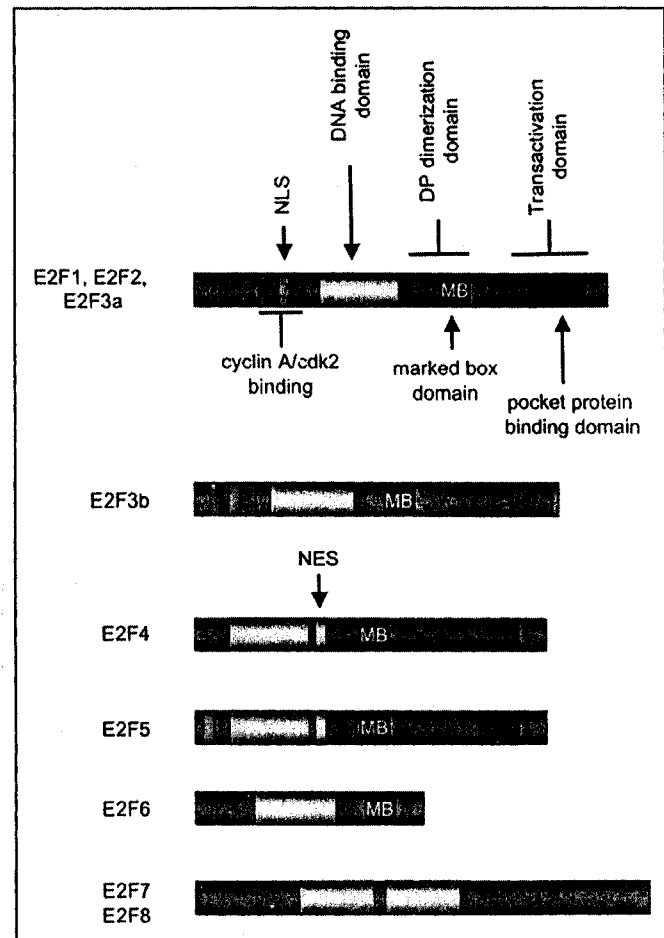 DNA binding
domain
DP dimerization
domain
Transactivation
domain
NLS
E2F1, E2F2,
E2F3a
MB
cyclin A/cdk2
binding
marked box
domain
pocket protein
binding domain
E2F3b
MB
NES
E2F4
MB
E2F5
MB
E2F6
MB
E2F7
E2F8